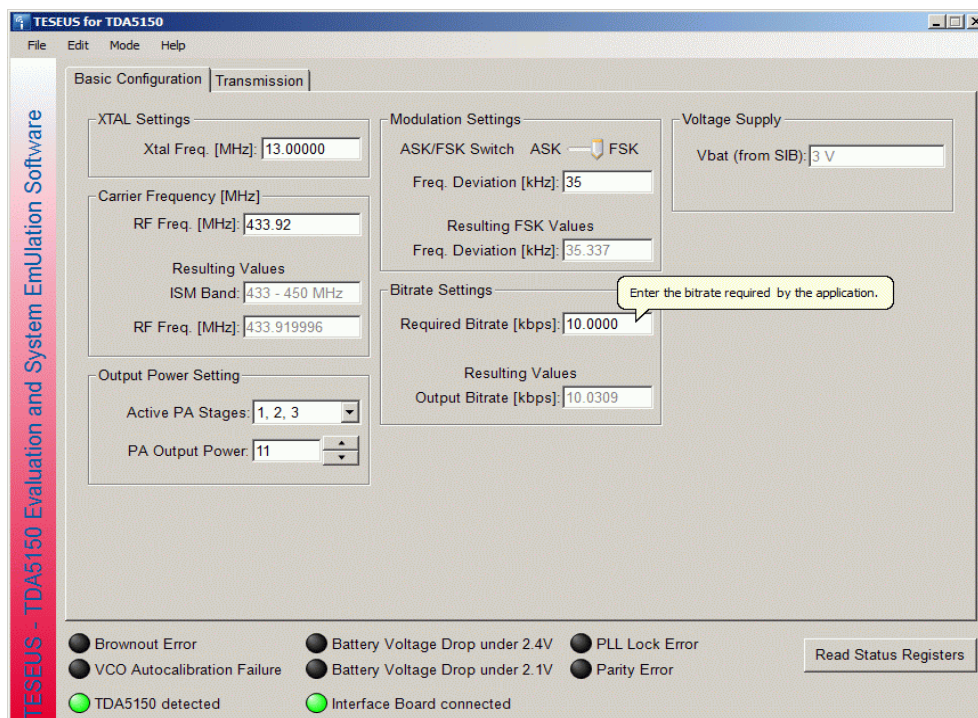 TESEUS for TDA5150
File Edit Mode Help
TESEUS - TDA5150 Evaluation and System EmUlation Software
Basic Configuration
Transmission
XTAL Settings
Xtal Freq. [MHz]: 13.00000
Carrier Frequency [MHz]
RF Freq. [MHz]: 433.92
Resulting Values
ISM Band: 433 - 450 MHz
RF Freq. [MHz]: 433.919996
Output Power Setting
Active PA Stages: 1, 2, 3
PA Output Power: 11
Modulation Settings
ASK/FSK Switch ASK FSK
Freq. Deviation [kHz]: 35
Resulting FSK Values
Freq. Deviation [kHz]: 35.337
Bitrate Settings
Enter the bitrate required by the application.
Required Bitrate [kbps]: 10.0000
Resulting Values
Output Bitrate [kbps]: 10.0309
Voltage Supply
Vbat (from SIB): 3 V
Brownout Error
Battery Voltage Drop under 2.4V
PLL Lock Error
VCO Autocalibration Failure
Battery Voltage Drop under 2.1V
Parity Error
Read Status Registers
TDA5150 detected
Interface Board connected